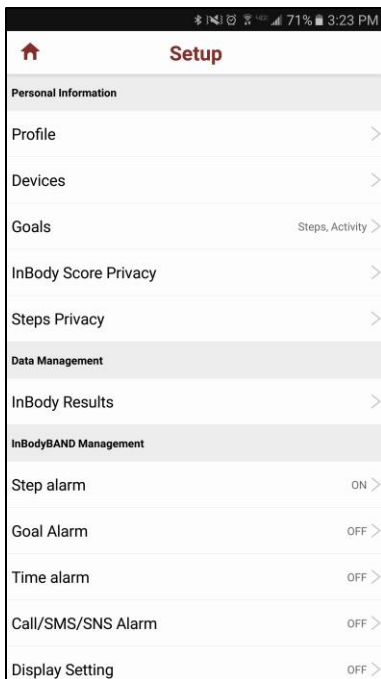 71% 3:23 PM
Setup
Personal Information
Profile
Devices
Goals Steps, Activity
InBody Score Privacy
Steps Privacy
Data Management
InBody Results
InBodyBAND Management
Step alarm ON
Goal Alarm OFF
Time alarm OFF
Call/SMS/SNS Alarm OFF
Display Setting OFF